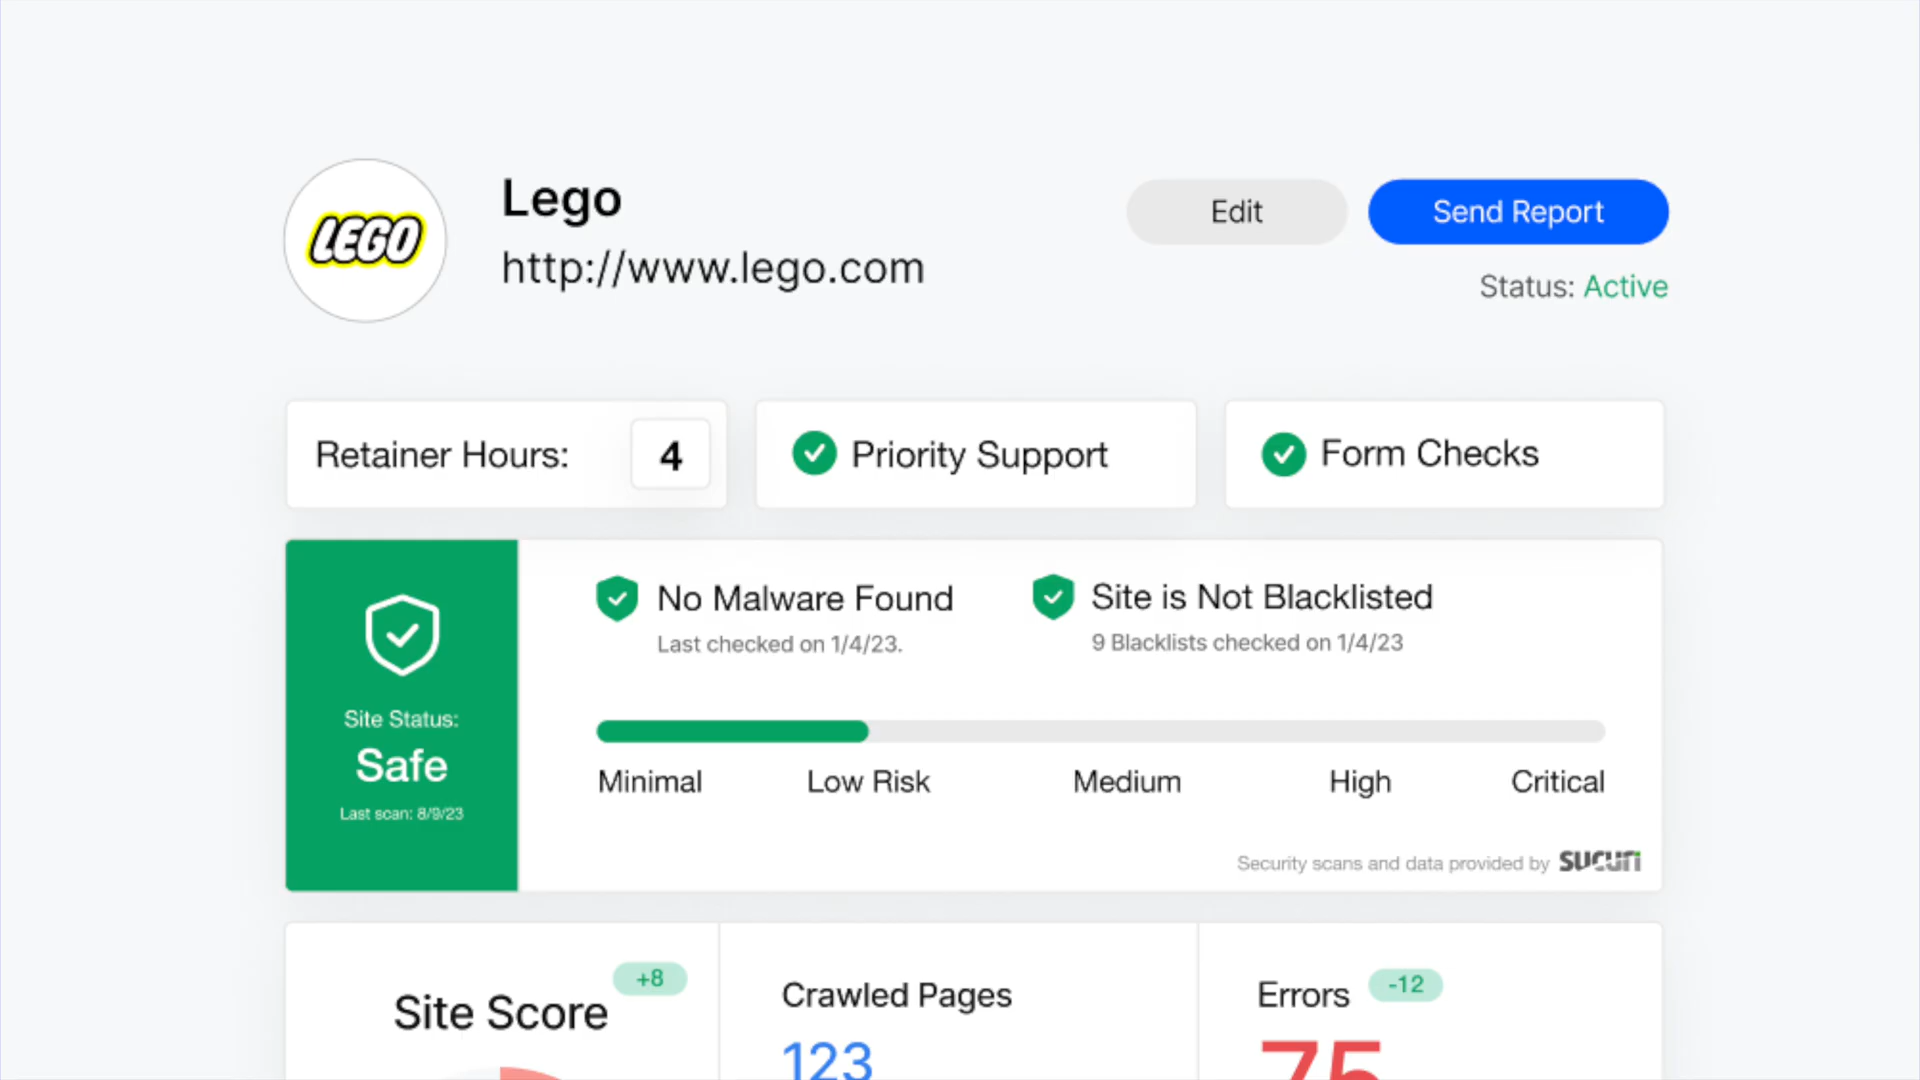 LEGO
Lego
http://www.lego.com
Edit
Send Report
Status: Active
Retainer Hours: 4
Priority Support
Form Checks
Site Status:
Safe
Last scan: 8/9/23
No Malware Found
Last checked on 1/4/23.
Site is Not Blacklisted
9 Blacklists checked on 1/4/23
Minimal Low Risk Medium High Critical
Security scans and data provided by sucuri
Site Score +8
Crawled Pages
123
Errors -12
75